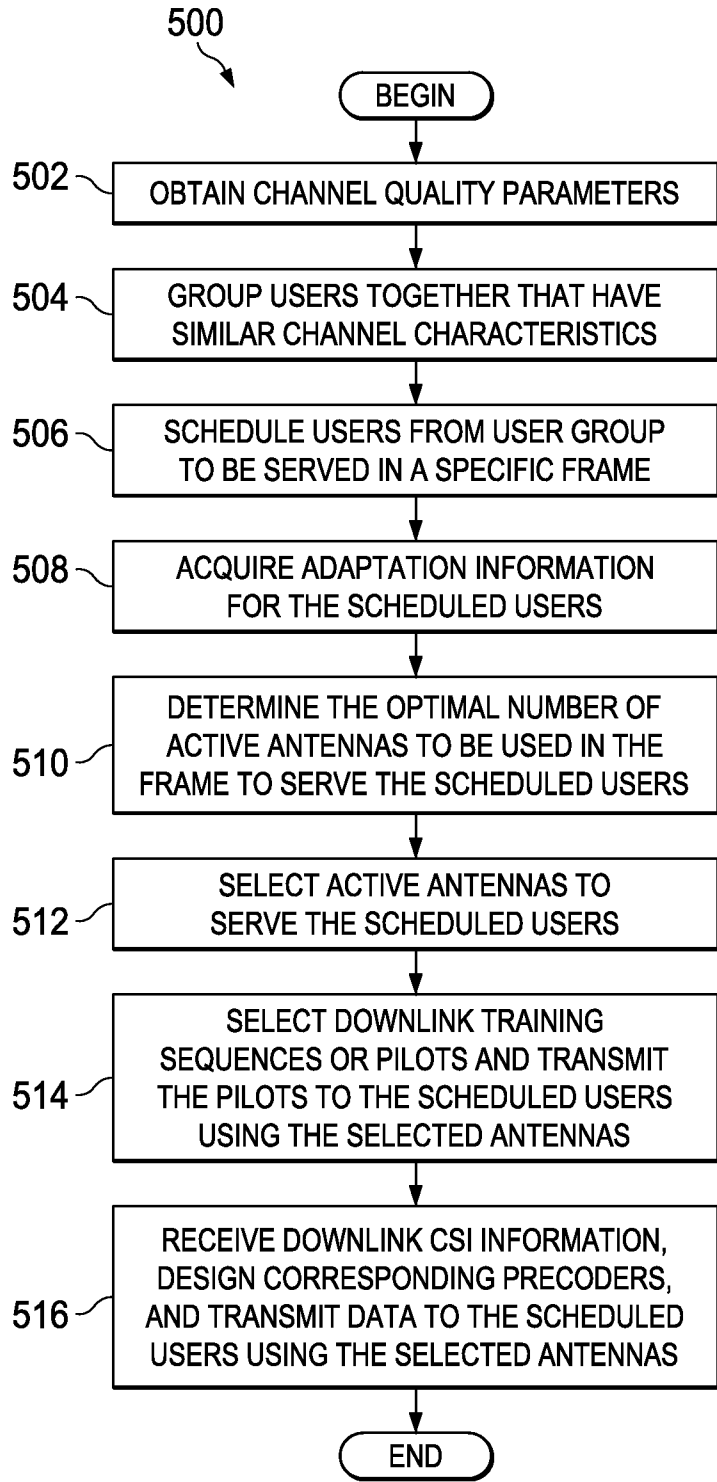 500
BEGIN
502
OBTAIN CHANNEL QUALITY PARAMETERS
504
GROUP USERS TOGETHER THAT HAVE
SIMILAR CHANNEL CHARACTERISTICS
506
SCHEDULE USERS FROM USER GROUP
TO BE SERVED IN A SPECIFIC FRAME
508
ACQUIRE ADAPTATION INFORMATION
FOR THE SCHEDULED USERS
510
DETERMINE THE OPTIMAL NUMBER OF
ACTIVE ANTENNAS TO BE USED IN THE
FRAME TO SERVE THE SCHEDULED USERS
512
SELECT ACTIVE ANTENNAS TO
SERVE THE SCHEDULED USERS
514
SELECT DOWNLINK TRAINING
SEQUENCES OR PILOTS AND TRANSMIT
THE PILOTS TO THE SCHEDULED USERS
USING THE SELECTED ANTENNAS
516
RECEIVE DOWNLINK CSI INFORMATION,
DESIGN CORRESPONDING PRECODERS,
AND TRANSMIT DATA TO THE SCHEDULED
USERS USING THE SELECTED ANTENNAS
END